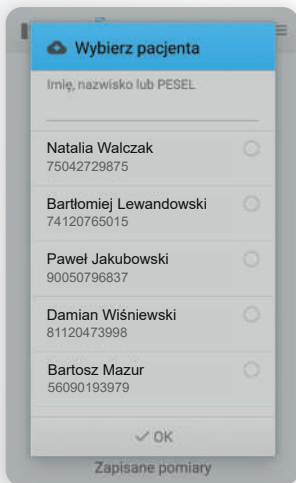 Wybierz pacjenta
Imię, nazwisko lub PESEL
Natalia Walczak
75042729875
Bartłomiej Lewandowski
74120765015
Paweł Jakubowski
90050796837
Damian Wiśniewski
81120473998
Bartosz Mazur
56090193979
OK
Zapisane pomiary